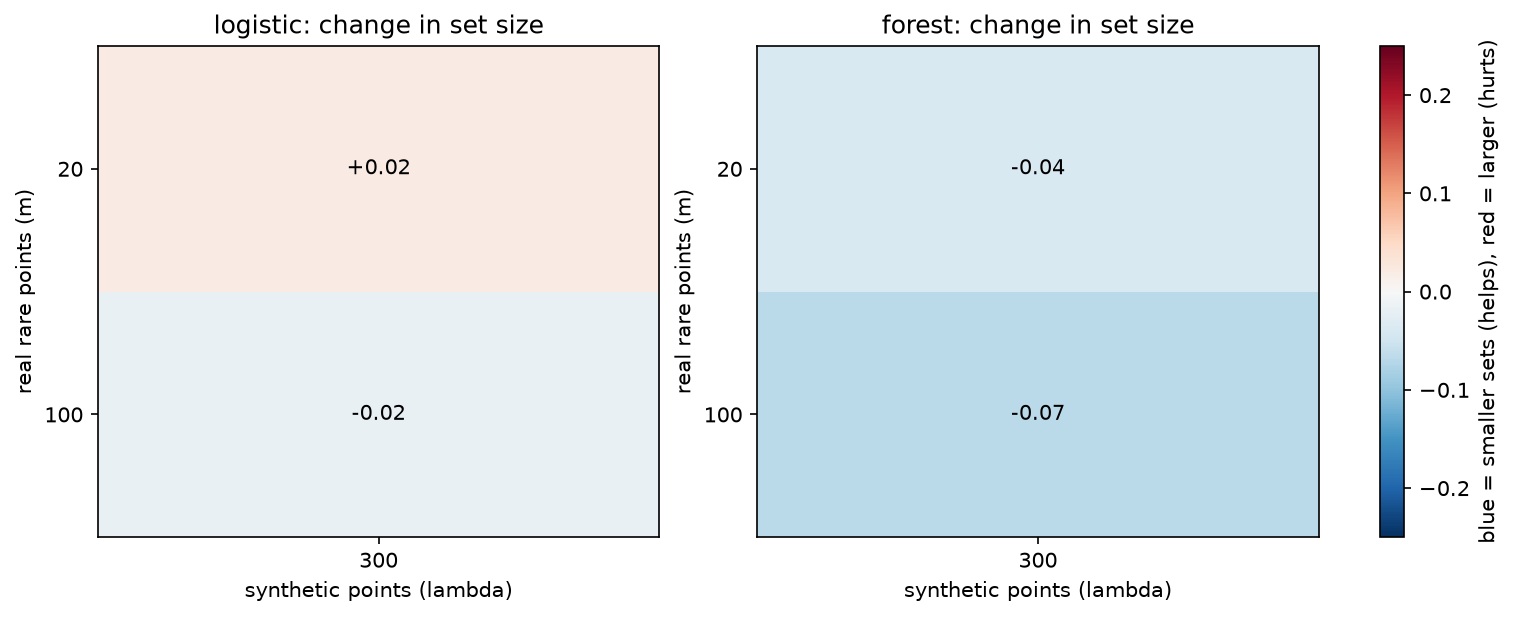 logistic: change in set size
real rare points (m)
20
+0.02
100
-0.02
300
synthetic points (lambda)
forest: change in set size
real rare points (m)
20
-0.04
100
-0.07
300
synthetic points (lambda)
0.2
0.1
0.0
−0.1
−0.2
blue = smaller sets (helps), red = larger (hurts)